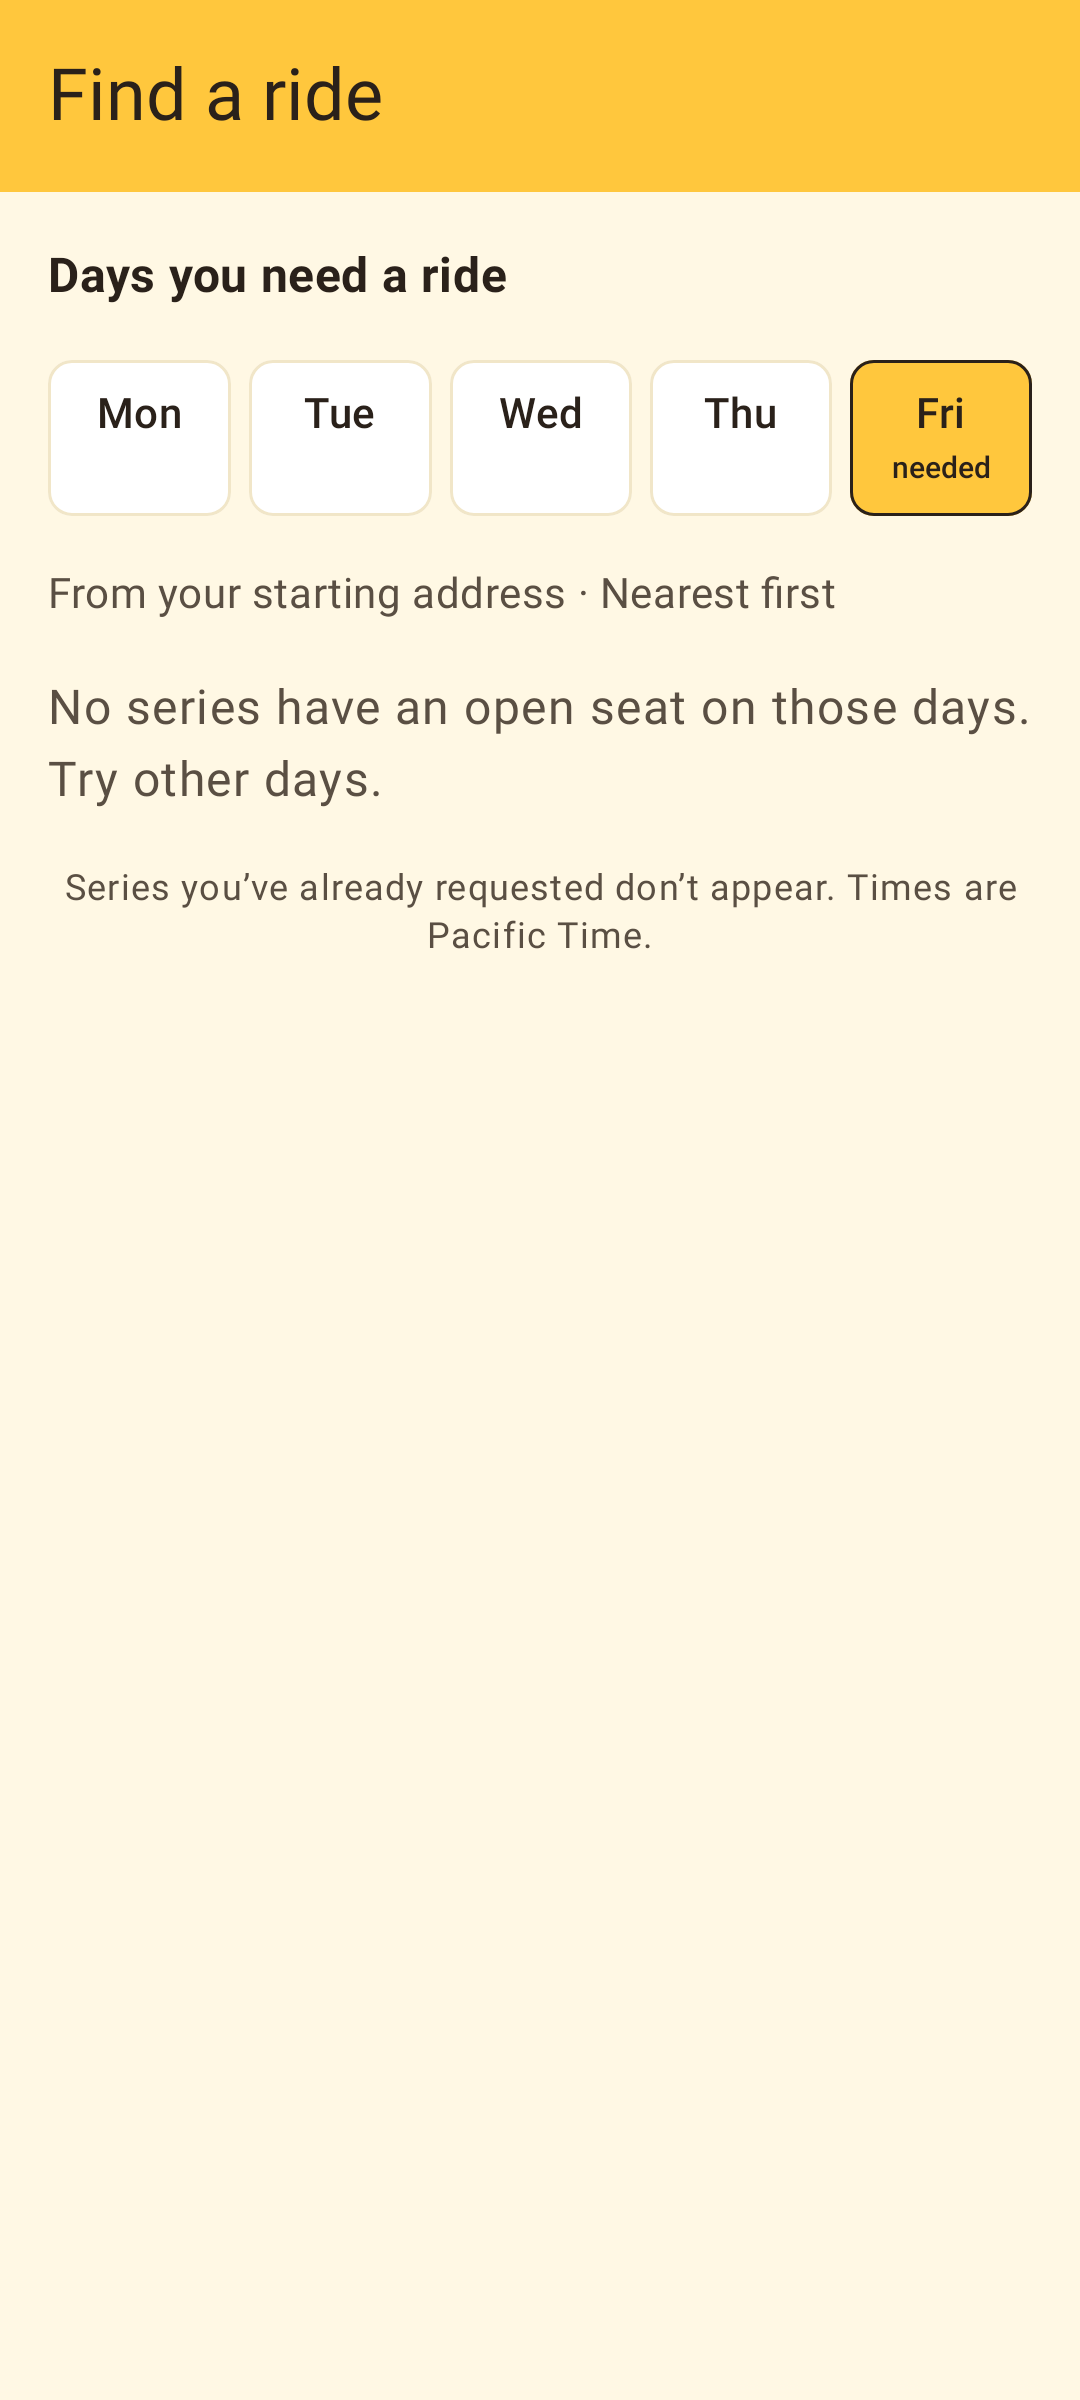 Find a ride
Days you need a ride
Mon
Tue
Wed
Thu
Fri
needed
From your starting address · Nearest first
No series have an open seat on those days.
Try other days.
Series you’ve already requested don’t appear. Times are
Pacific Time.